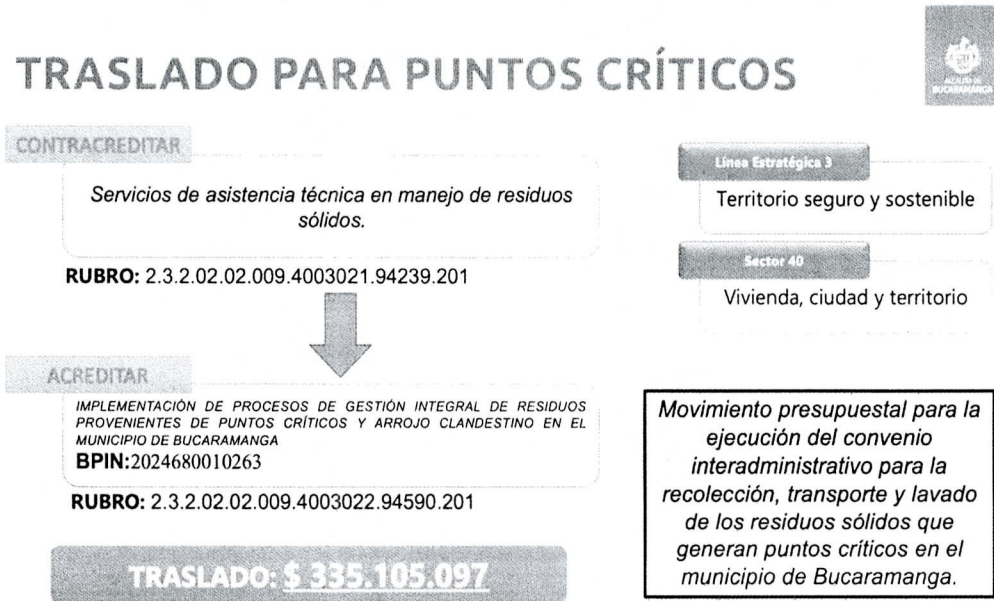 TRASLADO PARA PUNTOS CRÍTICOS
ALCALDÍA DE
BUCARAMANGA
CONTRACREDITAR
Servicios de asistencia técnica en manejo de residuos
sólidos.
RUBRO: 2.3.2.02.02.009.4003021.94239.201
ACREDITAR
IMPLEMENTACIÓN DE PROCESOS DE GESTIÓN INTEGRAL DE RESIDUOS
PROVENIENTES DE PUNTOS CRÍTICOS Y ARROJO CLANDESTINO EN EL
MUNICIPIO DE BUCARAMANGA
BPIN:2024680010263
RUBRO: 2.3.2.02.02.009.4003022.94590.201
TRASLADO: $ 335.105.097
Línea Estratégica 3
Territorio seguro y sostenible
Sector 40
Vivienda, ciudad y territorio
Movimiento presupuestal para la
ejecución del convenio
interadministrativo para la
recolección, transporte y lavado
de los residuos sólidos que
generan puntos críticos en el
municipio de Bucaramanga.